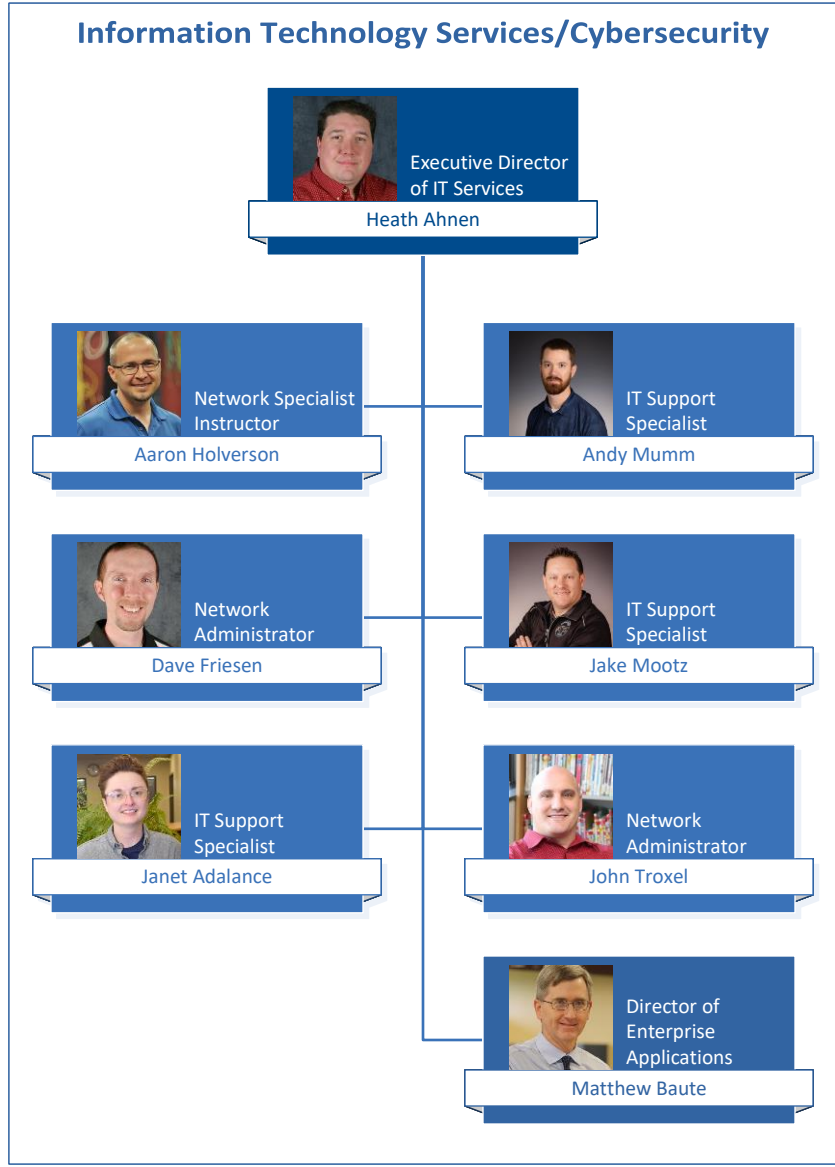 Information Technology Services/Cybersecurity
Executive Director
of IT Services
Heath Ahnen
Network Specialist
Instructor
Aaron Holverson
IT Support
Specialist
Andy Mumm
Network
Administrator
Dave Friesen
IT Support
Specialist
Jake Mootz
IT Support
Specialist
Janet Adalance
Network
Administrator
John Troxel
Director of
Enterprise
Applications
Matthew Baute